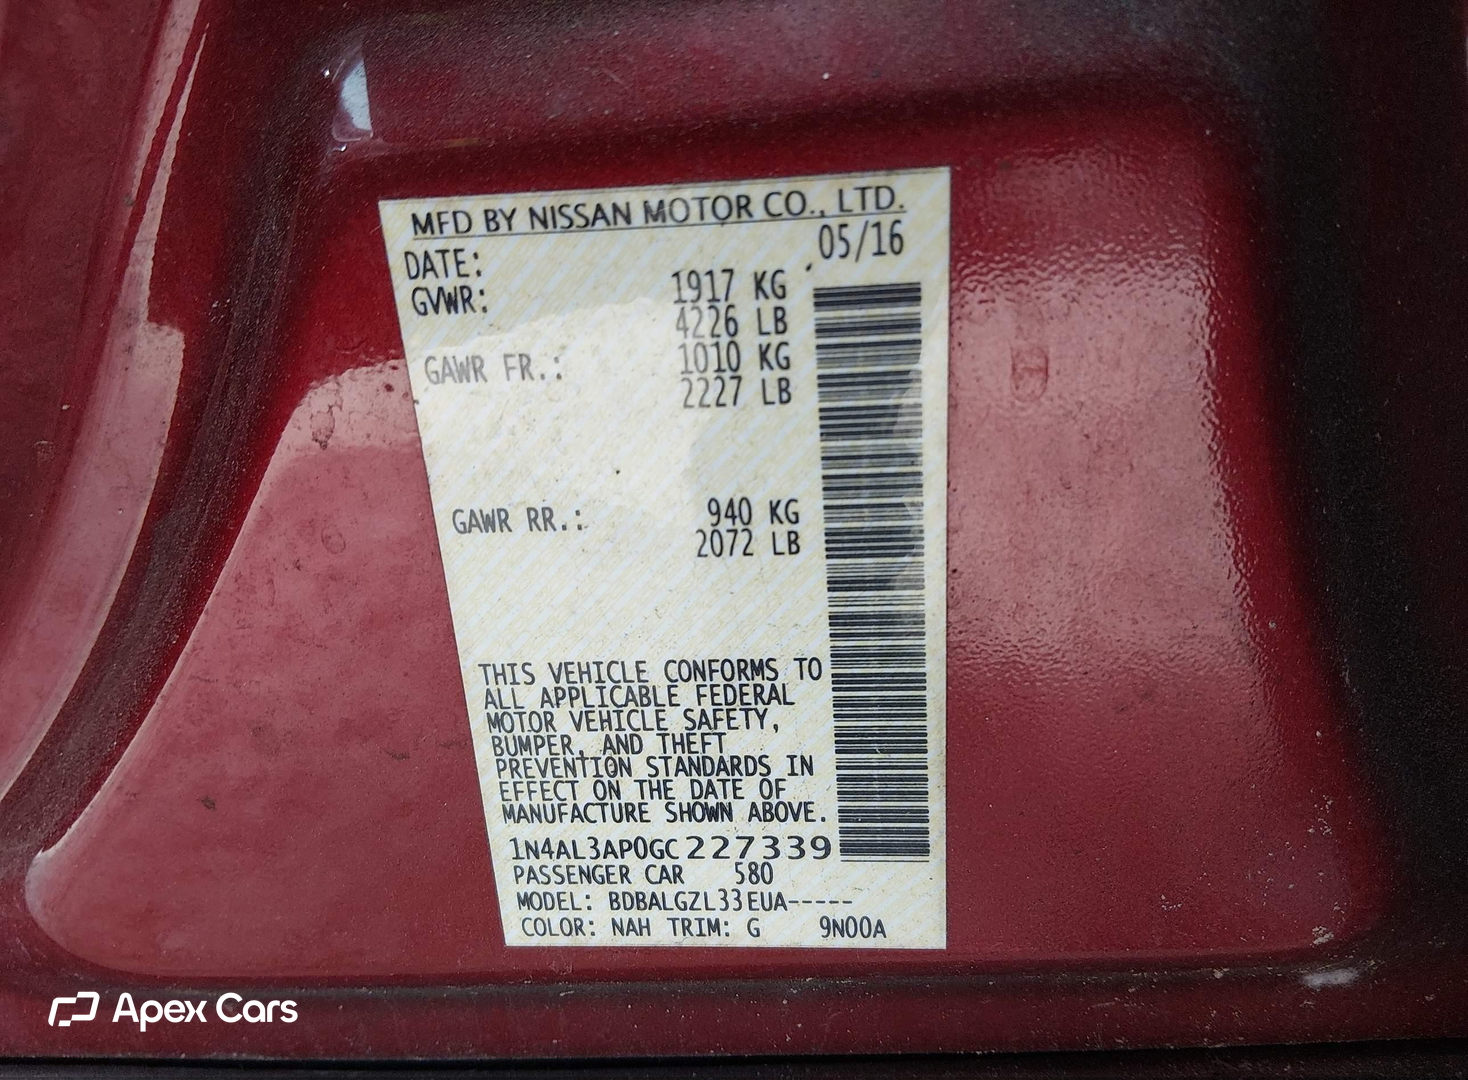 MFD BY NISSAN MOTOR CO., LTD.
DATE: 05/16
GVWR: 1917 KG
4226 LB
GAWR FR.: 1010 KG
2227 LB
GAWR RR.: 940 KG
2072 LB
THIS VEHICLE CONFORMS TO
ALL APPLICABLE FEDERAL
MOTOR VEHICLE SAFETY,
BUMPER, AND THEFT
PREVENTION STANDARDS IN
EFFECT ON THE DATE OF
MANUFACTURE SHOWN ABOVE.
1N4AL3AP0GC227339
PASSENGER CAR 580
MODEL: BDBALGZL33EUA-----
COLOR: NAH TRIM: G 9N00A
Apex Cars